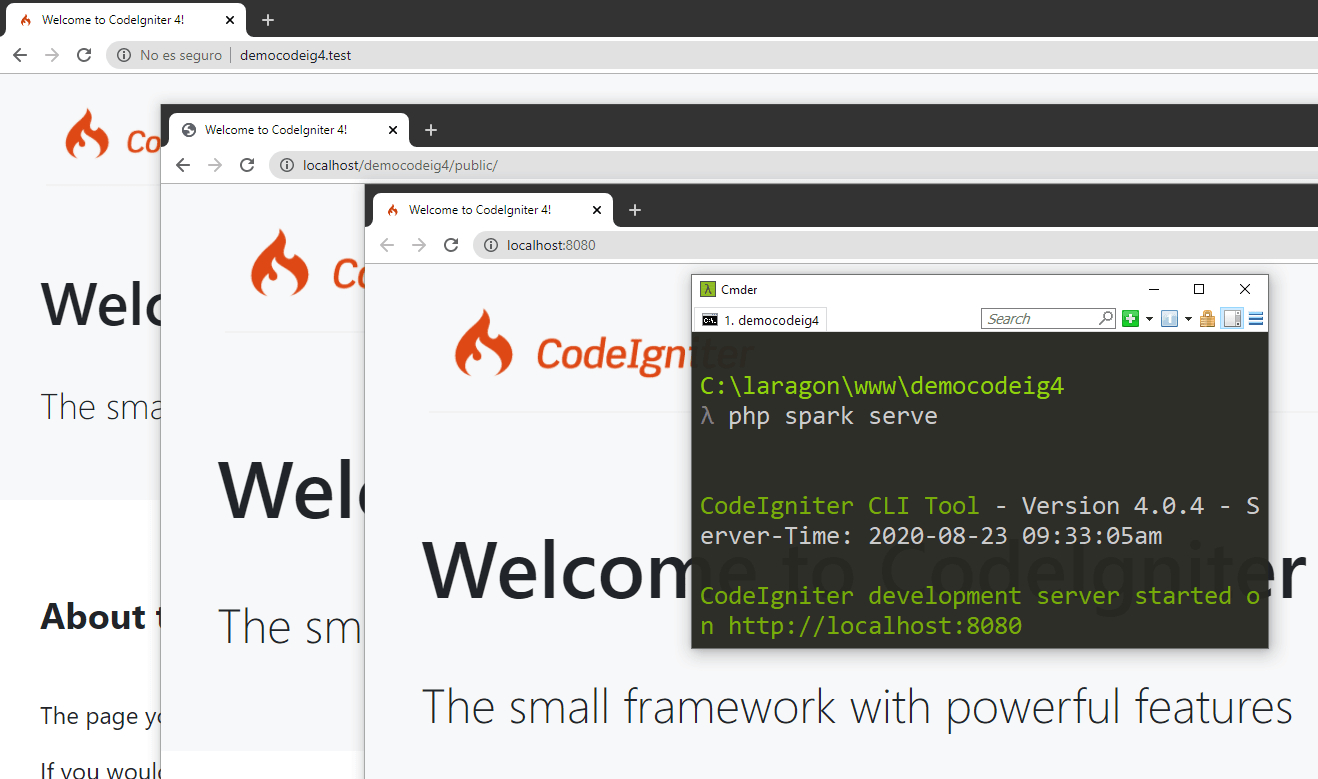 Welcome to CodeIgniter 4!
No es seguro | democodeig4.test
Co
Welc
The sma
About t
The page yo
If you would
Welcome to CodeIgniter 4!
localhost/democodeig4/public/
Co
Welc
The sm
Welcome to CodeIgniter 4!
localhost:8080
CodeIgniter
Welcome to CodeIgniter
The small framework with powerful features
Cmder
1. democodeig4
Search
C:\laragon\www\democodeig4
λ php spark serve
CodeIgniter CLI Tool - Version 4.0.4 - S
erver-Time: 2020-08-23 09:33:05am
CodeIgniter development server started o
n http://localhost:8080